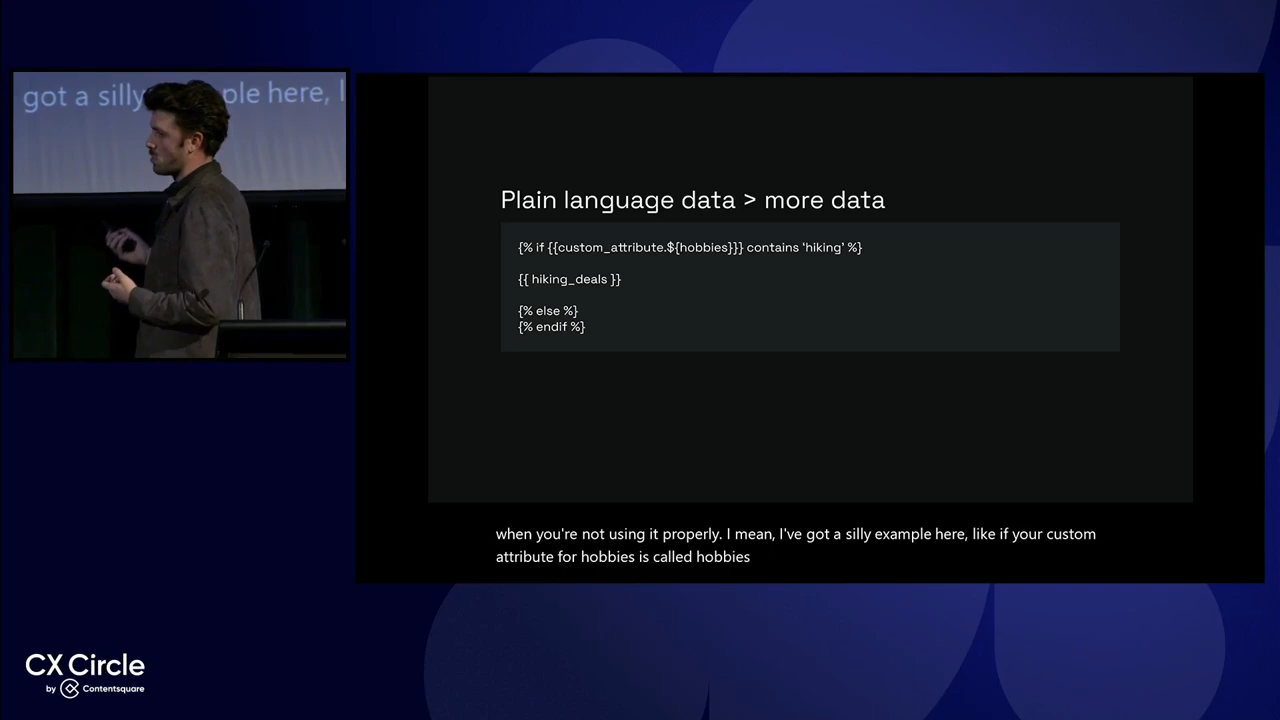 got a silly ple here, I
Plain language data > more data
{% if {{custom_attribute.${hobbies}}} contains 'hiking' %}
{{ hiking_deals }}
{% else %}
{% endif %}
when you're not using it properly. I mean, I've got a silly example here, like if your custom
attribute for hobbies is called hobbies
CX Circle
by Contentsquare